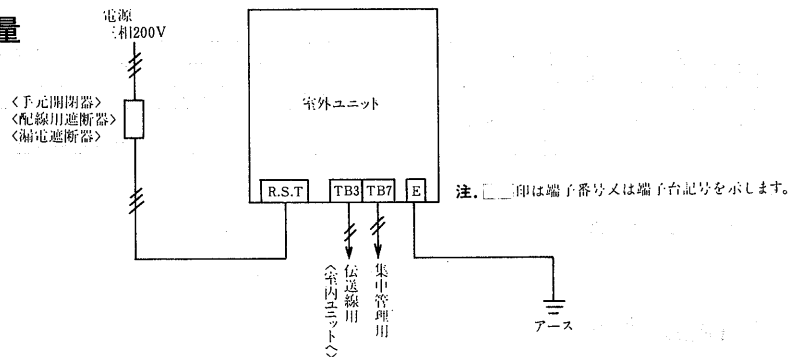 量
電源
三相200V
〈手元開閉器〉
〈配線用遮断器〉
〈漏電遮断器〉
室外ユニット
R.S.T
TB3
TB7
E
注. 印は端子番号又は端子台記号を示します。
伝送線用
〈室内ユニットへ〉
集中管理用
アース